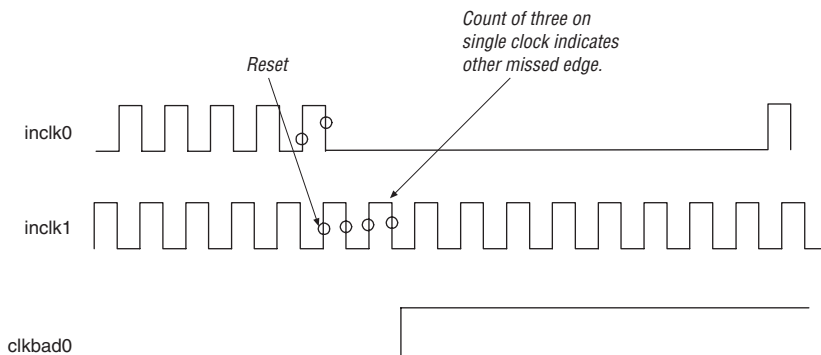 Count of three on
single clock indicates
other missed edge.
Reset
inclk0
inclk1
clkbad0